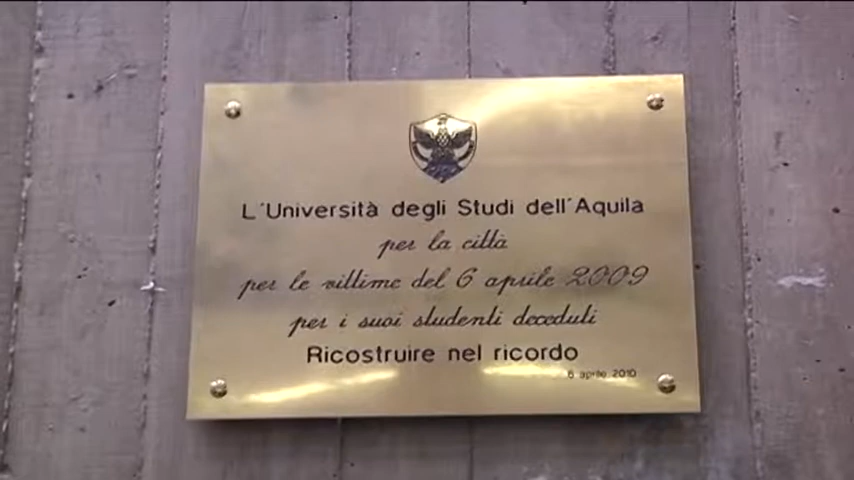 L'Università degli Studi dell'Aquila
per la città
per le vittime del 6 aprile 2009
per i suoi studenti deceduti
Ricostruire nel ricordo
6 aprile 2010